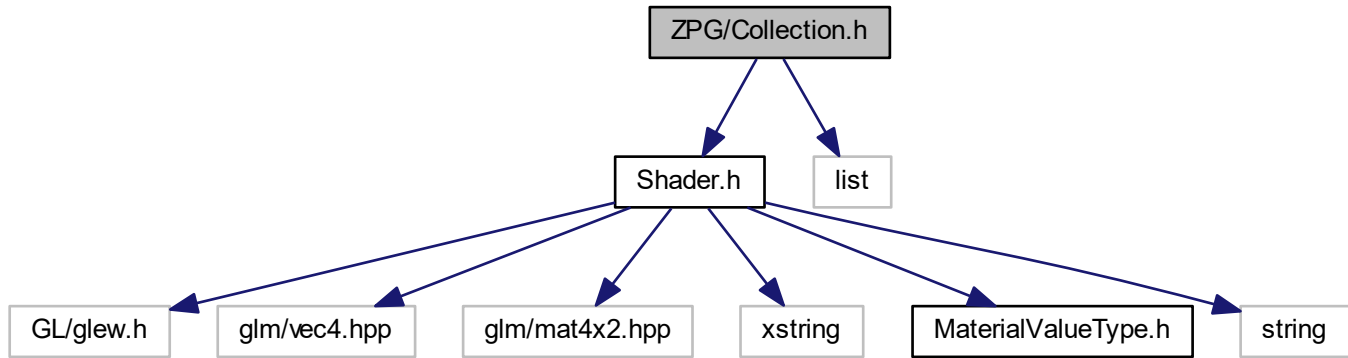 ZPG/Collection.h
Shader.h
list
GL/glew.h
glm/vec4.hpp
glm/mat4x2.hpp
xstring
MaterialValueType.h
string